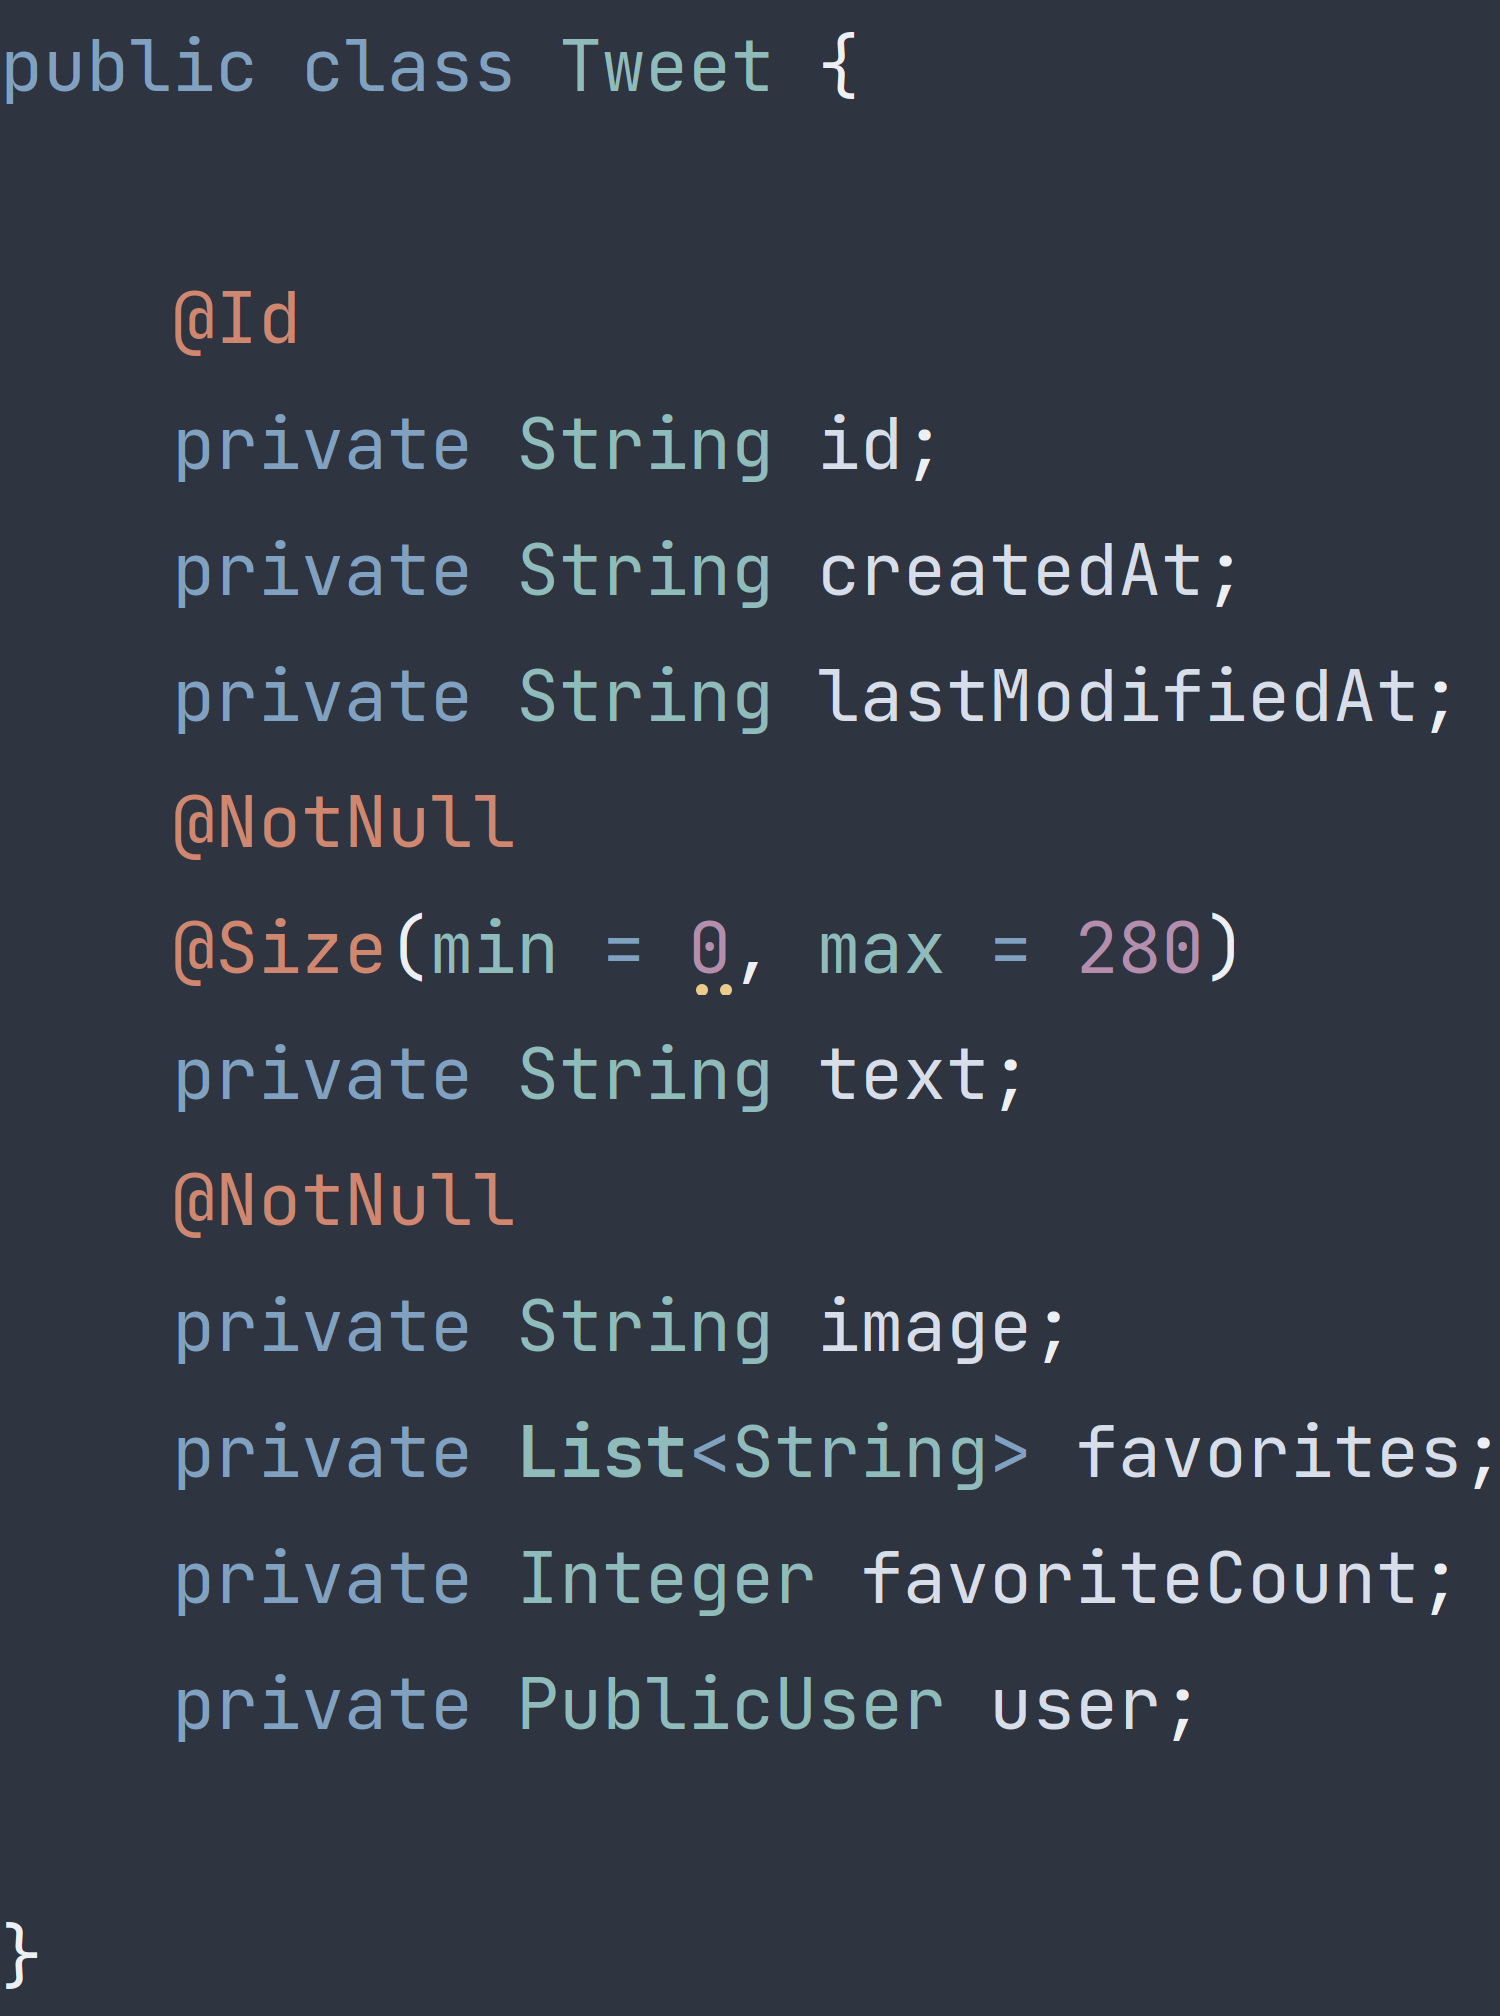 public class Tweet {
@Id
private String id;
private String createdAt;
private String lastModifiedAt;
@NotNull
@Size(min = 0, max = 280)
private String text;
@NotNull
private String image;
private List<String> favorites;
private Integer favoriteCount;
private PublicUser user;
}